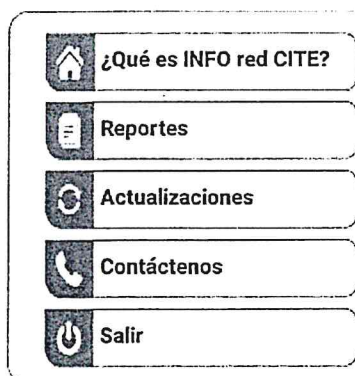 ¿Qué es INFO red CITE?
Reportes
Actualizaciones
Contáctenos
Salir